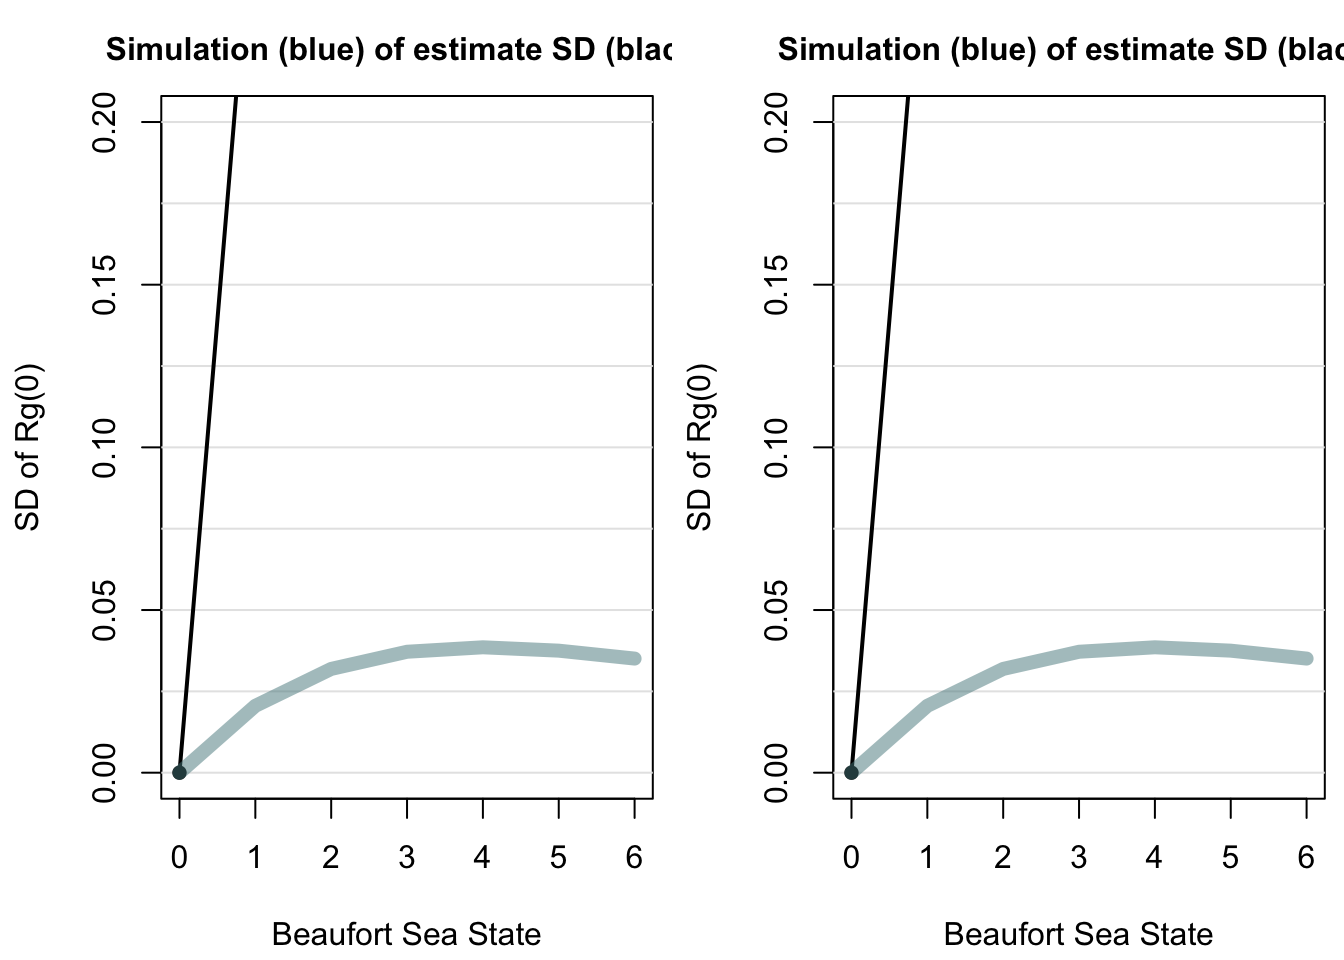 Simulation (blue) of estimate SD (blac
0.20
0.15
0.10
0.05
0.00
SD of Rg(0)
0 1 2 3 4 5 6
Beaufort Sea State
Simulation (blue) of estimate SD (blac
0.20
0.15
0.10
0.05
0.00
SD of Rg(0)
0 1 2 3 4 5 6
Beaufort Sea State